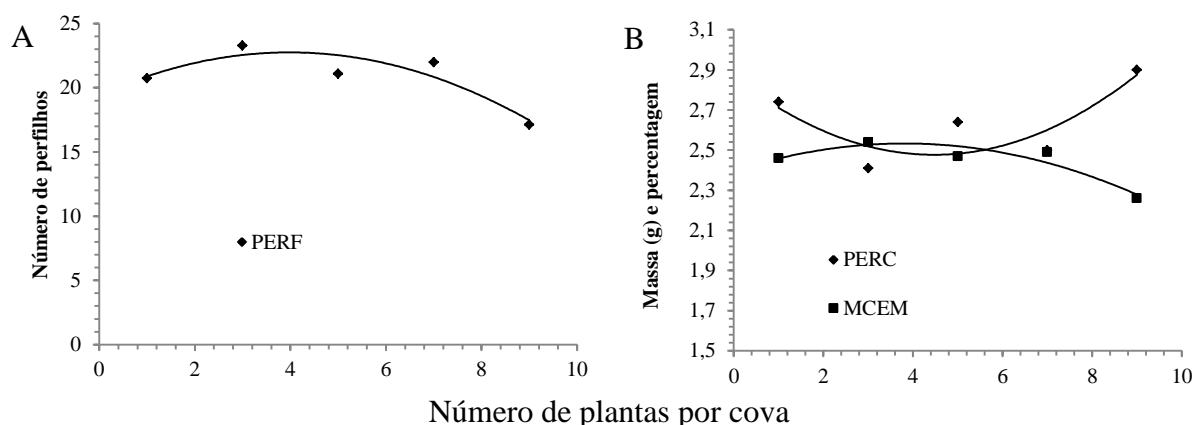 A
Número de perfilhos
25
20
15
10
5
0
PERF
0 2 4 6 8 10
B
Massa (g) e percentagem
3,1
2,9
2,7
2,5
2,3
2,1
1,9
1,7
1,5
PERC
MCEM
0 2 4 6 8 10
Número de plantas por cova